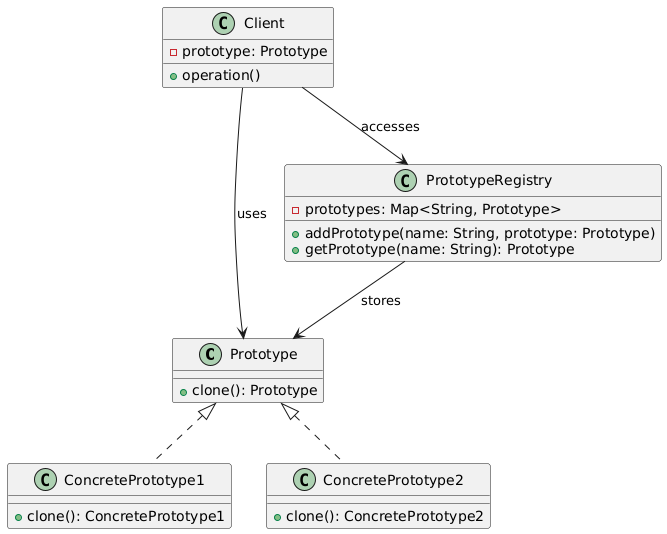 Client
prototype: Prototype
operation()
accesses
PrototypeRegistry
prototypes: Map<String, Prototype>
addPrototype(name: String, prototype: Prototype)
getPrototype(name: String): Prototype
uses
stores
Prototype
clone(): Prototype
ConcretePrototype1
clone(): ConcretePrototype1
ConcretePrototype2
clone(): ConcretePrototype2